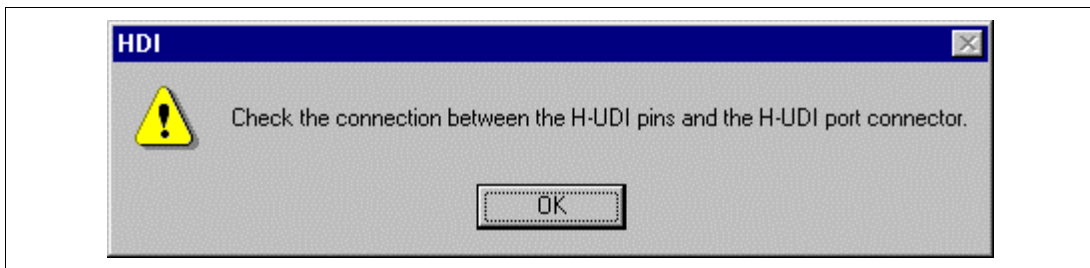 HDI
Check the connection between the H-UDI pins and the H-UDI port connector.
OK